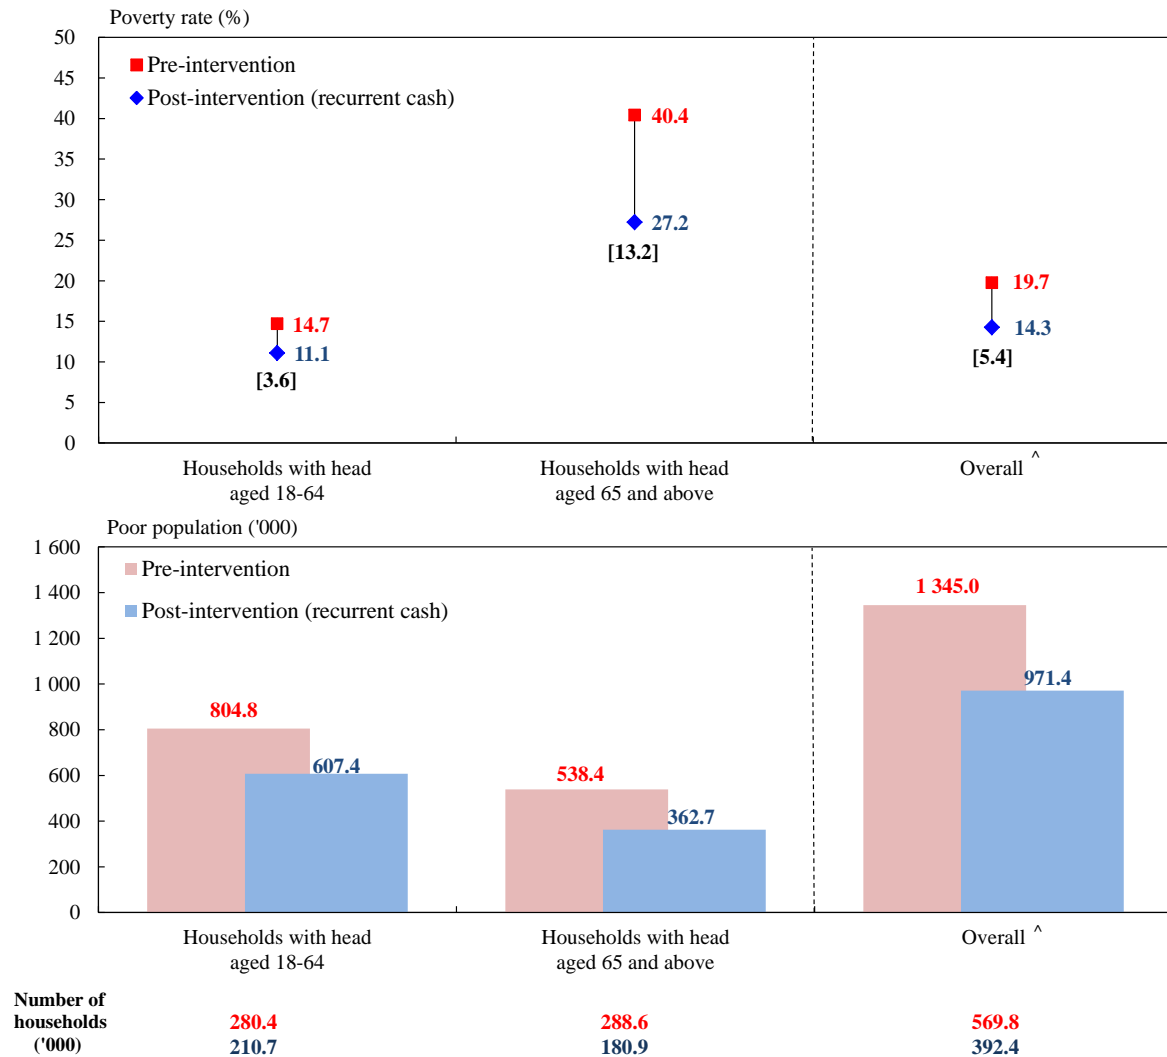 Poverty rate (%)
50
45
40
35
30
25
20
15
10
5
0
Pre-intervention
Post-intervention (recurrent cash)
14.7
11.1
[3.6]
40.4
27.2
[13.2]
19.7
14.3
[5.4]
Households with head
aged 18-64
Households with head
aged 65 and above
Overall ^
Poor population ('000)
1 600
1 400
1 200
1 000
800
600
400
200
0
Pre-intervention
Post-intervention (recurrent cash)
804.8
607.4
538.4
362.7
1 345.0
971.4
Households with head
aged 18-64
Households with head
aged 65 and above
Overall ^
Number of
households
('000)
280.4 288.6 569.8
210.7 180.9 392.4